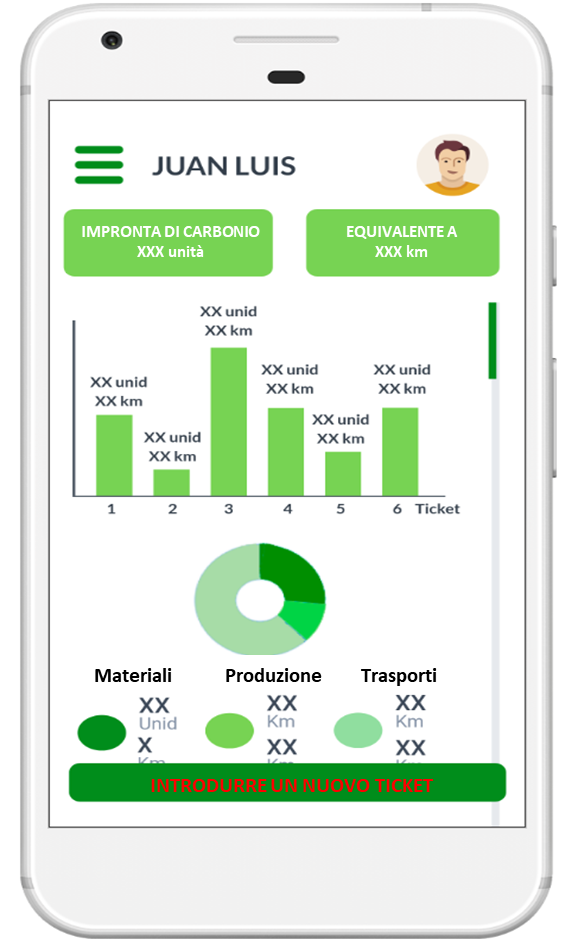 JUAN LUIS
IMPRONTA DI CARBONIO
XXX unità
EQUIVALENTE A
XXX km
XX unid
XX km
XX unid
XX km
XX unid
XX km
XX unid
XX km
XX unid
XX km
XX unid
XX km
1 2 3 4 5 6 Ticket
Materiali Produzione Trasporti
XX XX XX
Unid Km Km
X XX XX
Km
INTRODURRE UN NUOVO TICKET